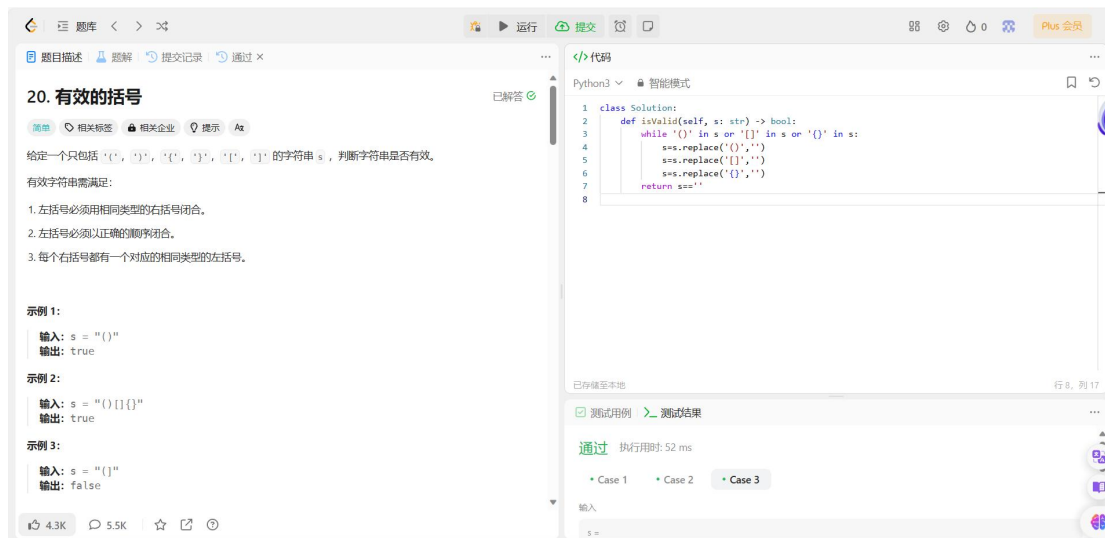 题库
运行
提交
0
Plus 会员
题目描述 题解 提交记录 通过 ×
20. 有效的括号
已解答
简单 相关标签 相关企业 提示 Az
给定一个只包括 '(', ')', '{', '}', '[', ']' 的字符串 s ，判断字符串是否有效。
有效字符串需满足：
1. 左括号必须用相同类型的右括号闭合。
2. 左括号必须以正确的顺序闭合。
3. 每个右括号都有一个对应的相同类型的左括号。
示例 1：
输入：s = "()"
输出：true
示例 2：
输入：s = "()[]{}"
输出：true
示例 3：
输入：s = "(]"
输出：false
4.3K 5.5K
</>代码
Python3 智能模式
1 class Solution:
2 def isValid(self, s: str) -> bool:
3 while '()' in s or '[]' in s or '{}' in s:
4 s=s.replace('()','')
5 s=s.replace('[]','')
6 s=s.replace('{}','')
7 return s==''
8
已存储至本地
行 8, 列 17
测试用例 >_ 测试结果
通过 执行用时: 52 ms
• Case 1 • Case 2 • Case 3
输入
s =